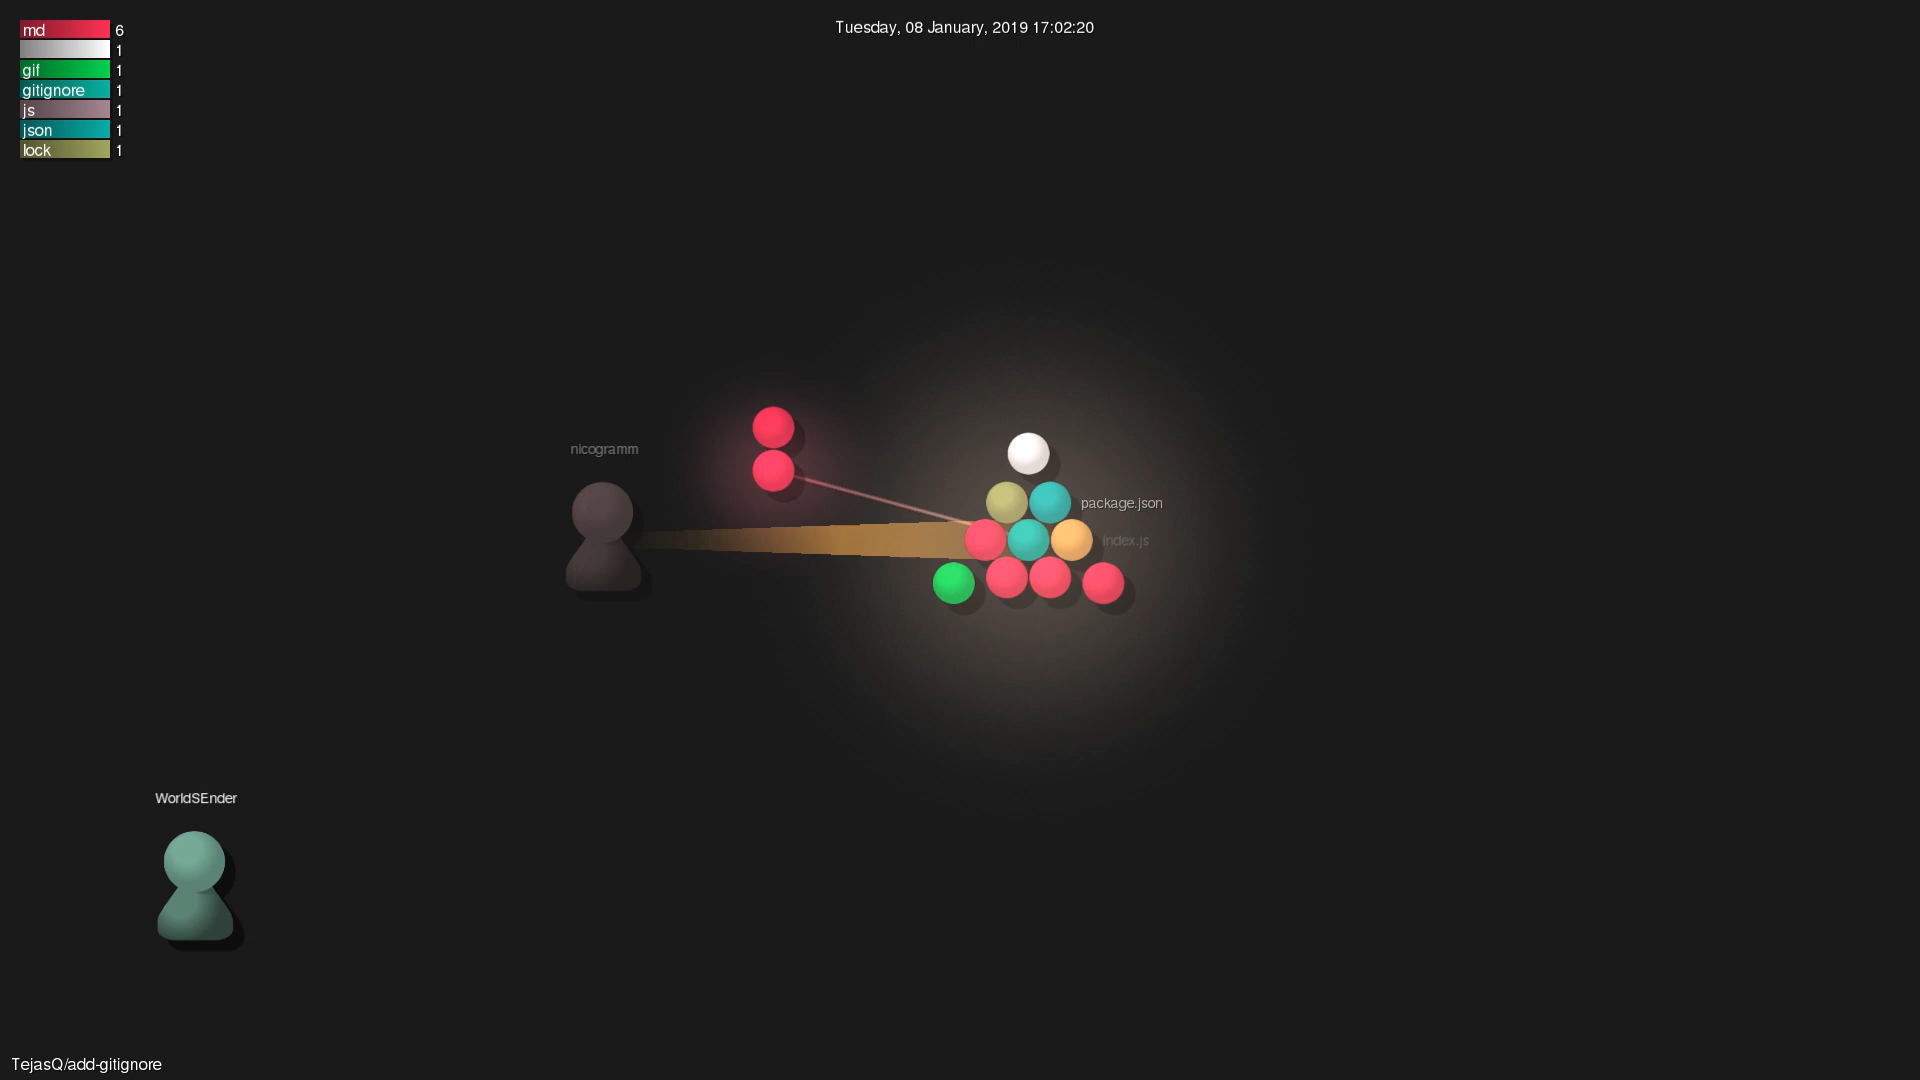 Tuesday, 08 January, 2019 17:02:20
md 6
1
gif 1
gitignore 1
js 1
json 1
lock 1
nicogramm
package.json
index.js
WorldSEnder
TejasQ/add-gitignore